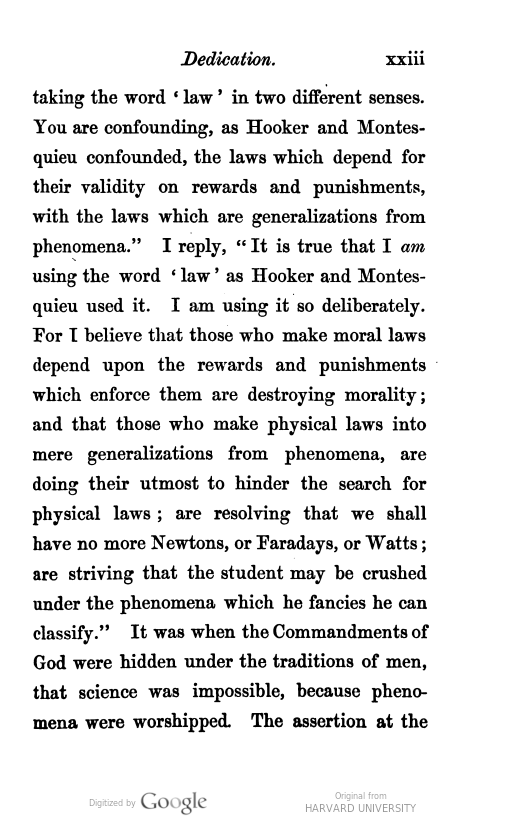 Dedication. xxiii
taking the word ‘ law ’ in two different senses.
You are confounding, as Hooker and Montes-
quieu confounded, the laws which depend for
their validity on rewards and punishments,
with the laws which are generalizations from
phenomena.” I reply, “ It is true that I am
using the word ‘ law ’ as Hooker and Montes-
quieu used it. I am using it so deliberately.
For I believe that those who make moral laws
depend upon the rewards and punishments
which enforce them are destroying morality ;
and that those who make physical laws into
mere generalizations from phenomena, are
doing their utmost to hinder the search for
physical laws ; are resolving that we shall
have no more Newtons, or Faradays, or Watts ;
are striving that the student may be crushed
under the phenomena which he fancies he can
classify.” It was when the Commandments of
God were hidden under the traditions of men,
that science was impossible, because pheno-
mena were worshipped. The assertion at the
Digitized by Google
Original from
HARVARD UNIVERSITY